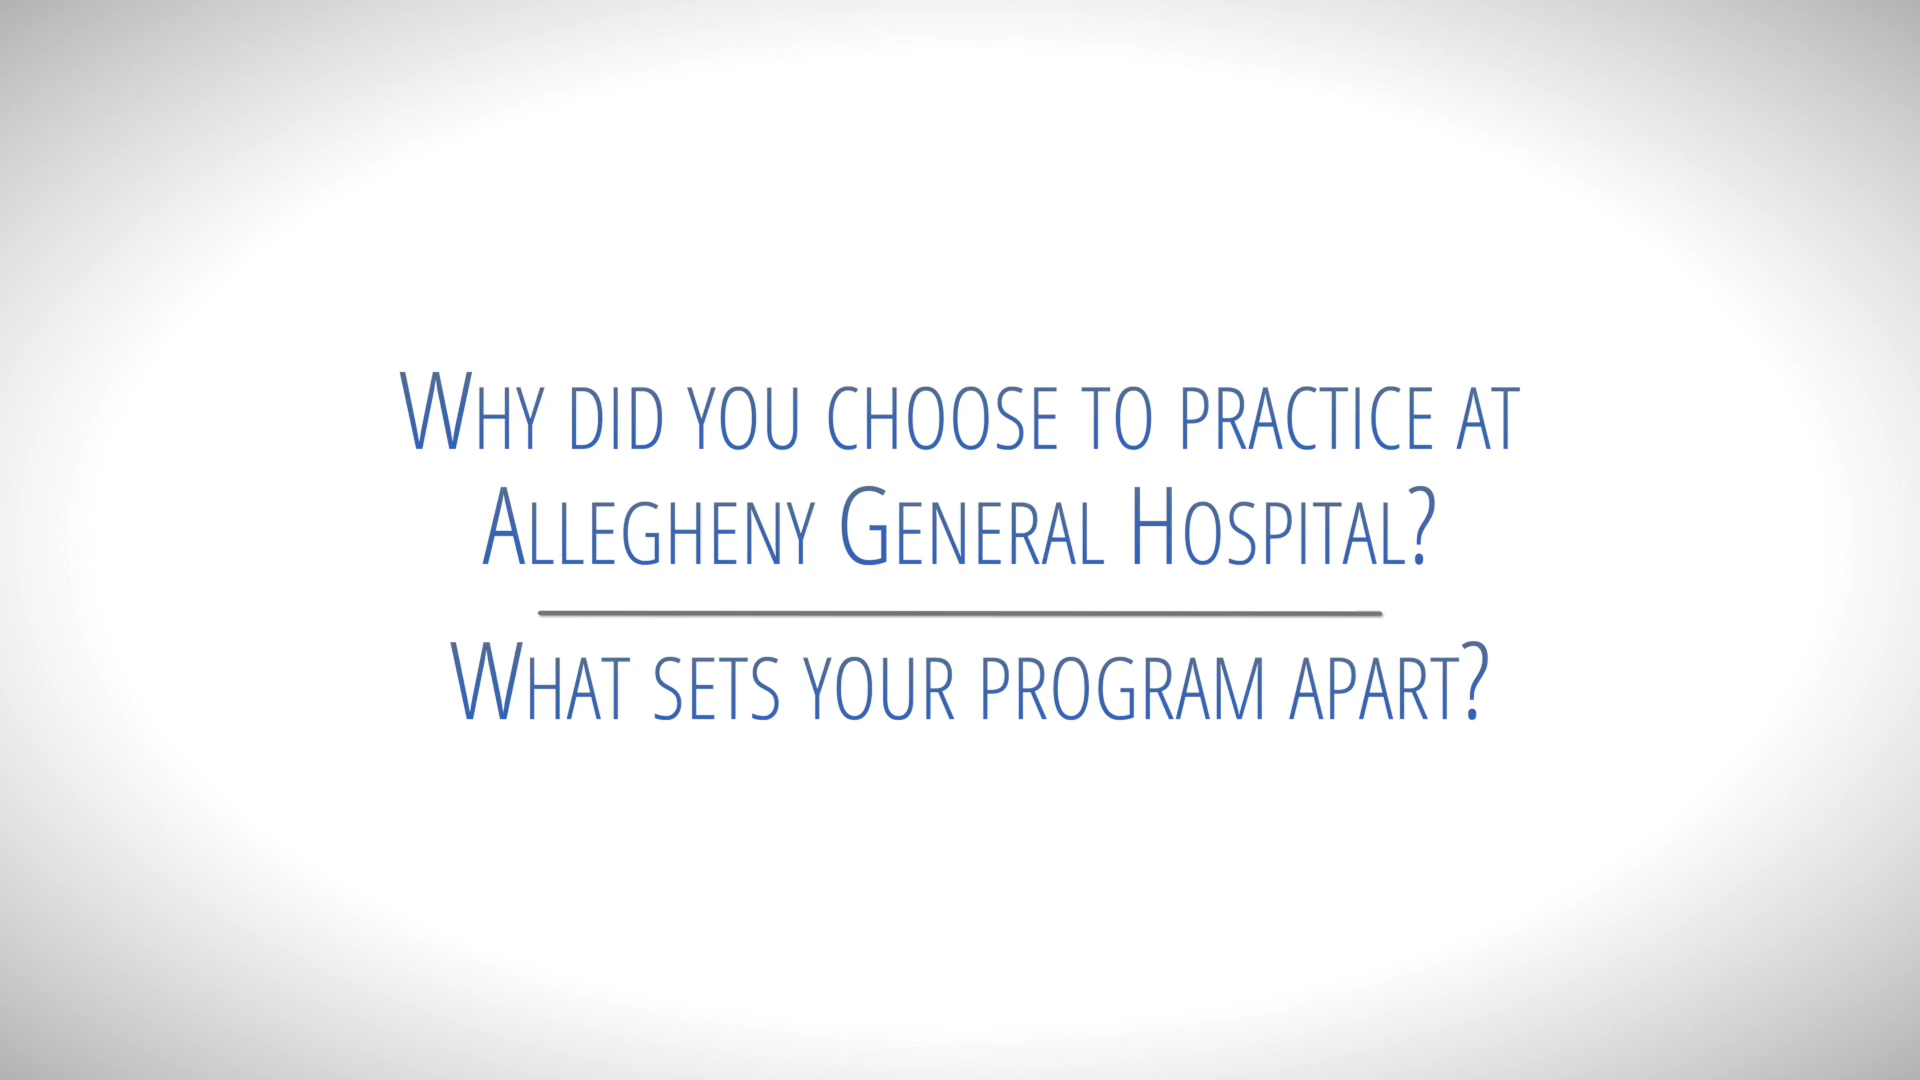 Why did you choose to practice at
Allegheny General Hospital?
What sets your program apart?